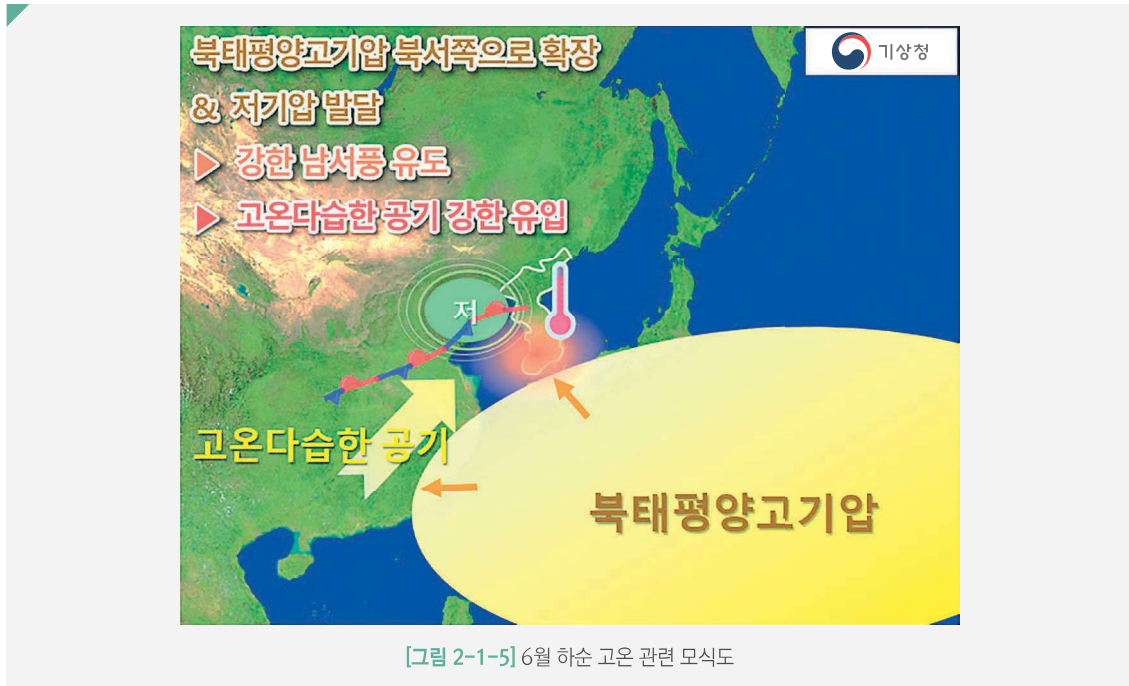 북태평양고기압 북서쪽으로 확장
& 저기압 발달
▶ 강한 남서풍 유도
▶ 고온다습한 공기 강한 유입
기상청
저
고온다습한 공기
북태평양고기압
[그림 2-1-5] 6월 하순 고온 관련 모식도